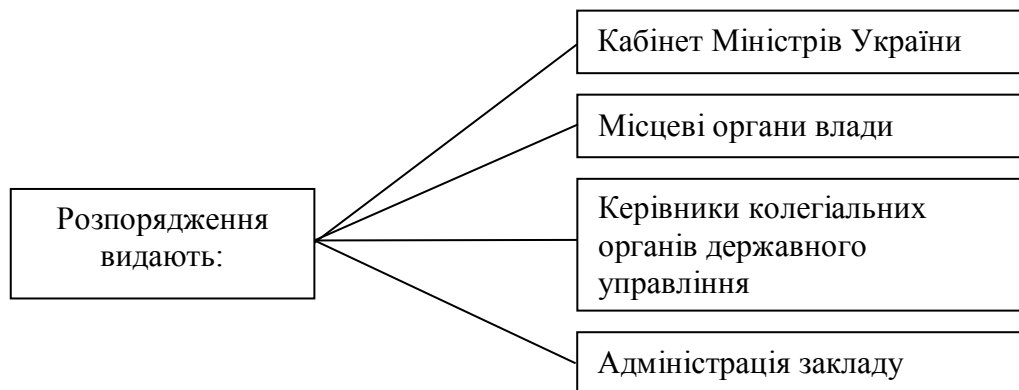 Розпорядження
видають:
Кабінет Міністрів України
Місцеві органи влади
Керівники колегіальних
органів державного
управління
Адміністрація закладу